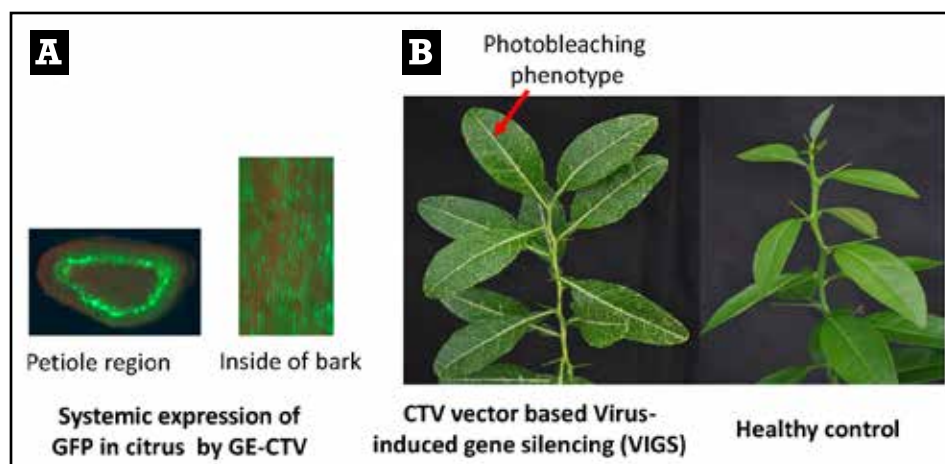 A
Petiole region
Inside of bark
Systemic expression of
GFP in citrus by GE-CTV
B
Photobleaching
phenotype
CTV vector based Virus-
induced gene silencing (VIGS)
Healthy control